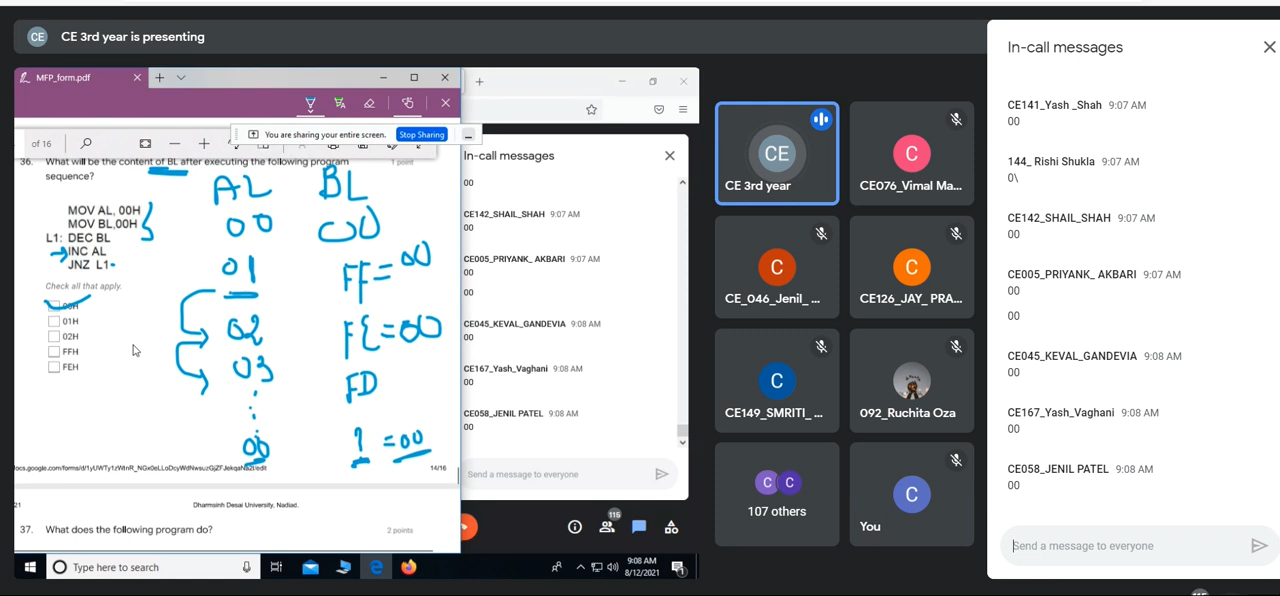 CE CE 3rd year is presenting
MFP_form.pdf
of 16
You are sharing your entire screen. Stop Sharing
36. What will be the content of BL after executing the following program 1 point
sequence?
AL BL
MOV AL, 00H
MOV BL,00H
L1: DEC BL
INC AL
JNZ L1
00 00
01 FF = 00
02 FE = 00
03 FD
00 ? = 00
Check all that apply.
00H
01H
02H
FFH
FEH
14/16
21 Dharmsinh Desai University, Nadiad.
37. What does the following program do? 2 points
Type here to search
9:08 AM
8/12/2021
In-call messages
00
CE142_SHAIL_SHAH 9:07 AM
00
CE005_PRIYANK_ AKBARI 9:07 AM
00
00
CE045_KEVAL_GANDEVIA 9:08 AM
00
CE167_Yash_Vaghani 9:08 AM
00
CE058_JENIL PATEL 9:08 AM
00
Send a message to everyone
115
CE
CE 3rd year
C
CE076_Vimal Ma...
C
CE_046_Jenil_ ...
C
CE126_JAY_ PRA...
C
CE149_SMRITI_ ...
092_Ruchita Oza
C C
107 others
C
You
In-call messages
CE141_Yash _Shah 9:07 AM
00
144_ Rishi Shukla 9:07 AM
0\
CE142_SHAIL_SHAH 9:07 AM
00
CE005_PRIYANK_ AKBARI 9:07 AM
00
00
CE045_KEVAL_GANDEVIA 9:08 AM
00
CE167_Yash_Vaghani 9:08 AM
00
CE058_JENIL PATEL 9:08 AM
00
Send a message to everyone